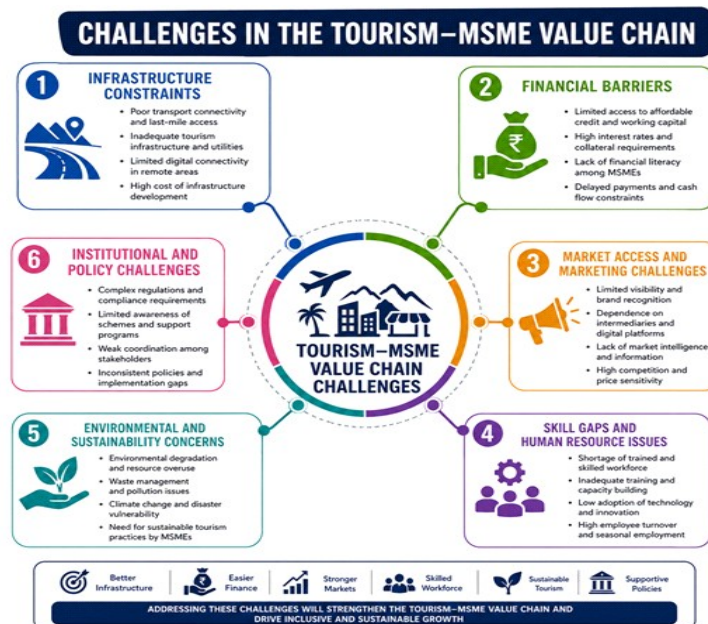 CHALLENGES IN THE TOURISM–MSME VALUE CHAIN
1
INFRASTRUCTURE
CONSTRAINTS
• Poor transport connectivity
and last-mile access
• Inadequate tourism
infrastructure and utilities
• Limited digital connectivity
in remote areas
• High cost of infrastructure
development
2
FINANCIAL BARRIERS
₹
• Limited access to affordable
credit and working capital
• High interest rates and
collateral requirements
• Lack of financial literacy
among MSMEs
• Delayed payments and cash
flow constraints
6
INSTITUTIONAL AND
POLICY CHALLENGES
• Complex regulations and
compliance requirements
• Limited awareness of
schemes and support
programs
• Weak coordination among
stakeholders
• Inconsistent policies and
implementation gaps
TOURISM–MSME
VALUE CHAIN
CHALLENGES
3
MARKET ACCESS AND
MARKETING CHALLENGES
• Limited visibility and
brand recognition
• Dependence on
intermediaries and
digital platforms
• Lack of market intelligence
and information
• High competition and
price sensitivity
5
ENVIRONMENTAL AND
SUSTAINABILITY CONCERNS
• Environmental degradation
and resource overuse
• Waste management
and pollution issues
• Climate change and disaster
vulnerability
• Need for sustainable tourism
practices by MSMEs
4
SKILL GAPS AND
HUMAN RESOURCE ISSUES
• Shortage of trained and
skilled workforce
• Inadequate training and
capacity building
• Low adoption of technology
and innovation
• High employee turnover
and seasonal employment
Better
Infrastructure
₹
Easier
Finance
Stronger
Markets
Skilled
Workforce
Sustainable
Tourism
Supportive
Policies
ADDRESSING THESE CHALLENGES WILL STRENGTHEN THE TOURISM–MSME VALUE CHAIN AND
DRIVE INCLUSIVE AND SUSTAINABLE GROWTH